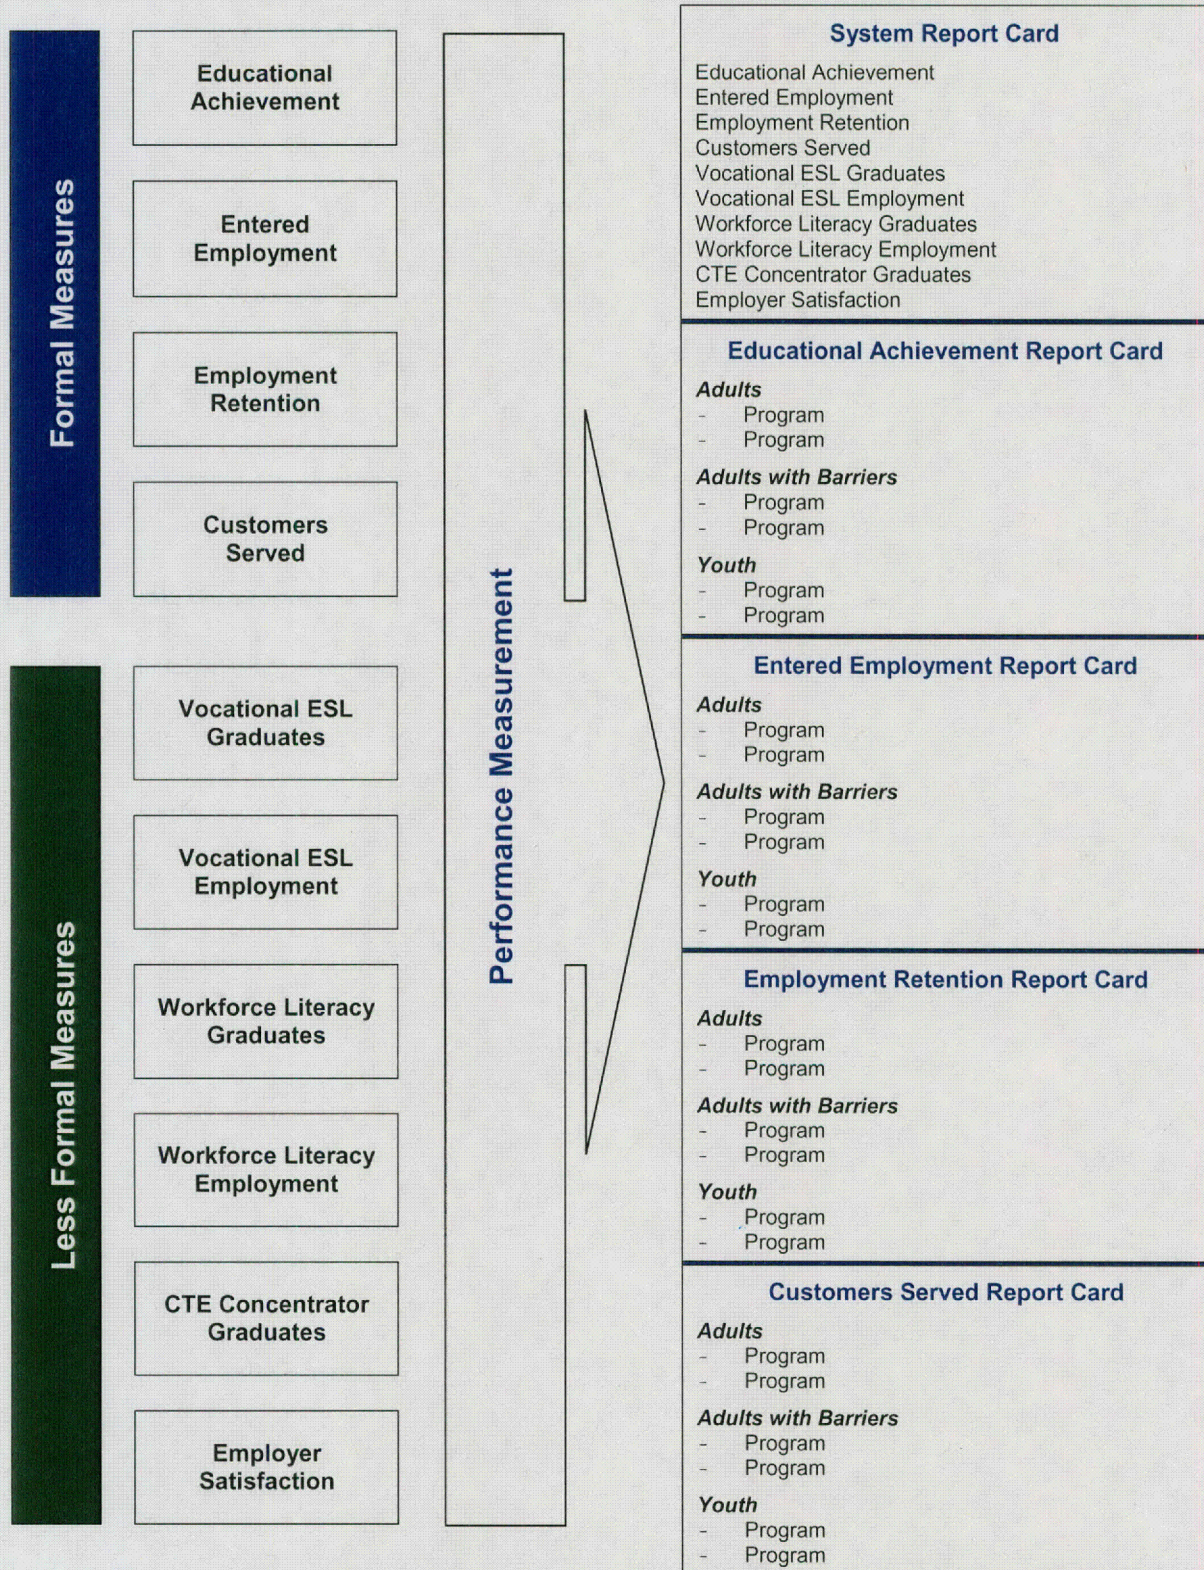 Formal Measures
Educational
Achievement
Entered
Employment
Employment
Retention
Customers
Served
Less Formal Measures
Vocational ESL
Graduates
Vocational ESL
Employment
Workforce Literacy
Graduates
Workforce Literacy
Employment
CTE Concentrator
Graduates
Employer
Satisfaction
Performance Measurement
System Report Card
Educational Achievement
Entered Employment
Employment Retention
Customers Served
Vocational ESL Graduates
Vocational ESL Employment
Workforce Literacy Graduates
Workforce Literacy Employment
CTE Concentrator Graduates
Employer Satisfaction
Educational Achievement Report Card
Adults
- Program
- Program
Adults with Barriers
- Program
- Program
Youth
- Program
- Program
Entered Employment Report Card
Adults
- Program
- Program
Adults with Barriers
- Program
- Program
Youth
- Program
- Program
Employment Retention Report Card
Adults
- Program
- Program
Adults with Barriers
- Program
- Program
Youth
- Program
- Program
Customers Served Report Card
Adults
- Program
- Program
Adults with Barriers
- Program
- Program
Youth
- Program
- Program